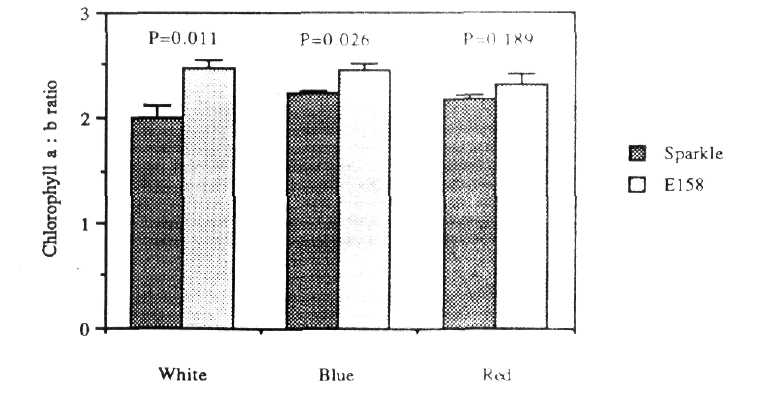 3
P=0.011 P=0.026 P=0.189
Chlorophyll a : b ratio
2
1
0
Sparkle
E158
White Blue Red